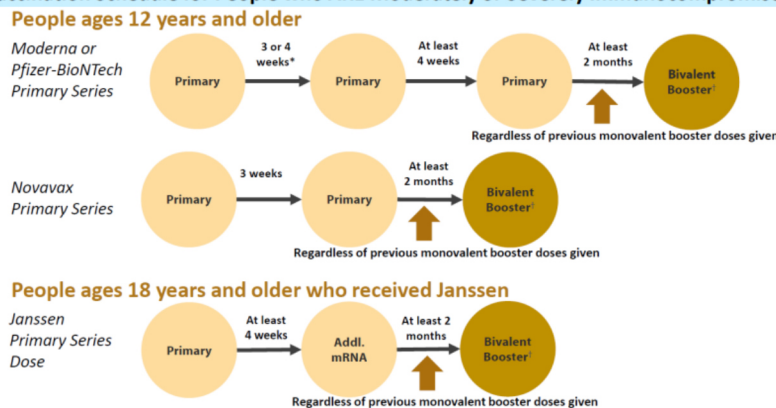 People ages 12 years and older
Moderna or
Pfizer-BioNTech
Primary Series
Primary
3 or 4
weeks*
Primary
At least
4 weeks
Primary
At least
2 months
Bivalent
Booster†
Regardless of previous monovalent booster doses given
Novavax
Primary Series
Primary
3 weeks
Primary
At least
2 months
Bivalent
Booster†
Regardless of previous monovalent booster doses given
People ages 18 years and older who received Janssen
Janssen
Primary Series
Dose
Primary
At least
4 weeks
Addl.
mRNA
At least 2
months
Bivalent
Booster†
Regardless of previous monovalent booster doses given